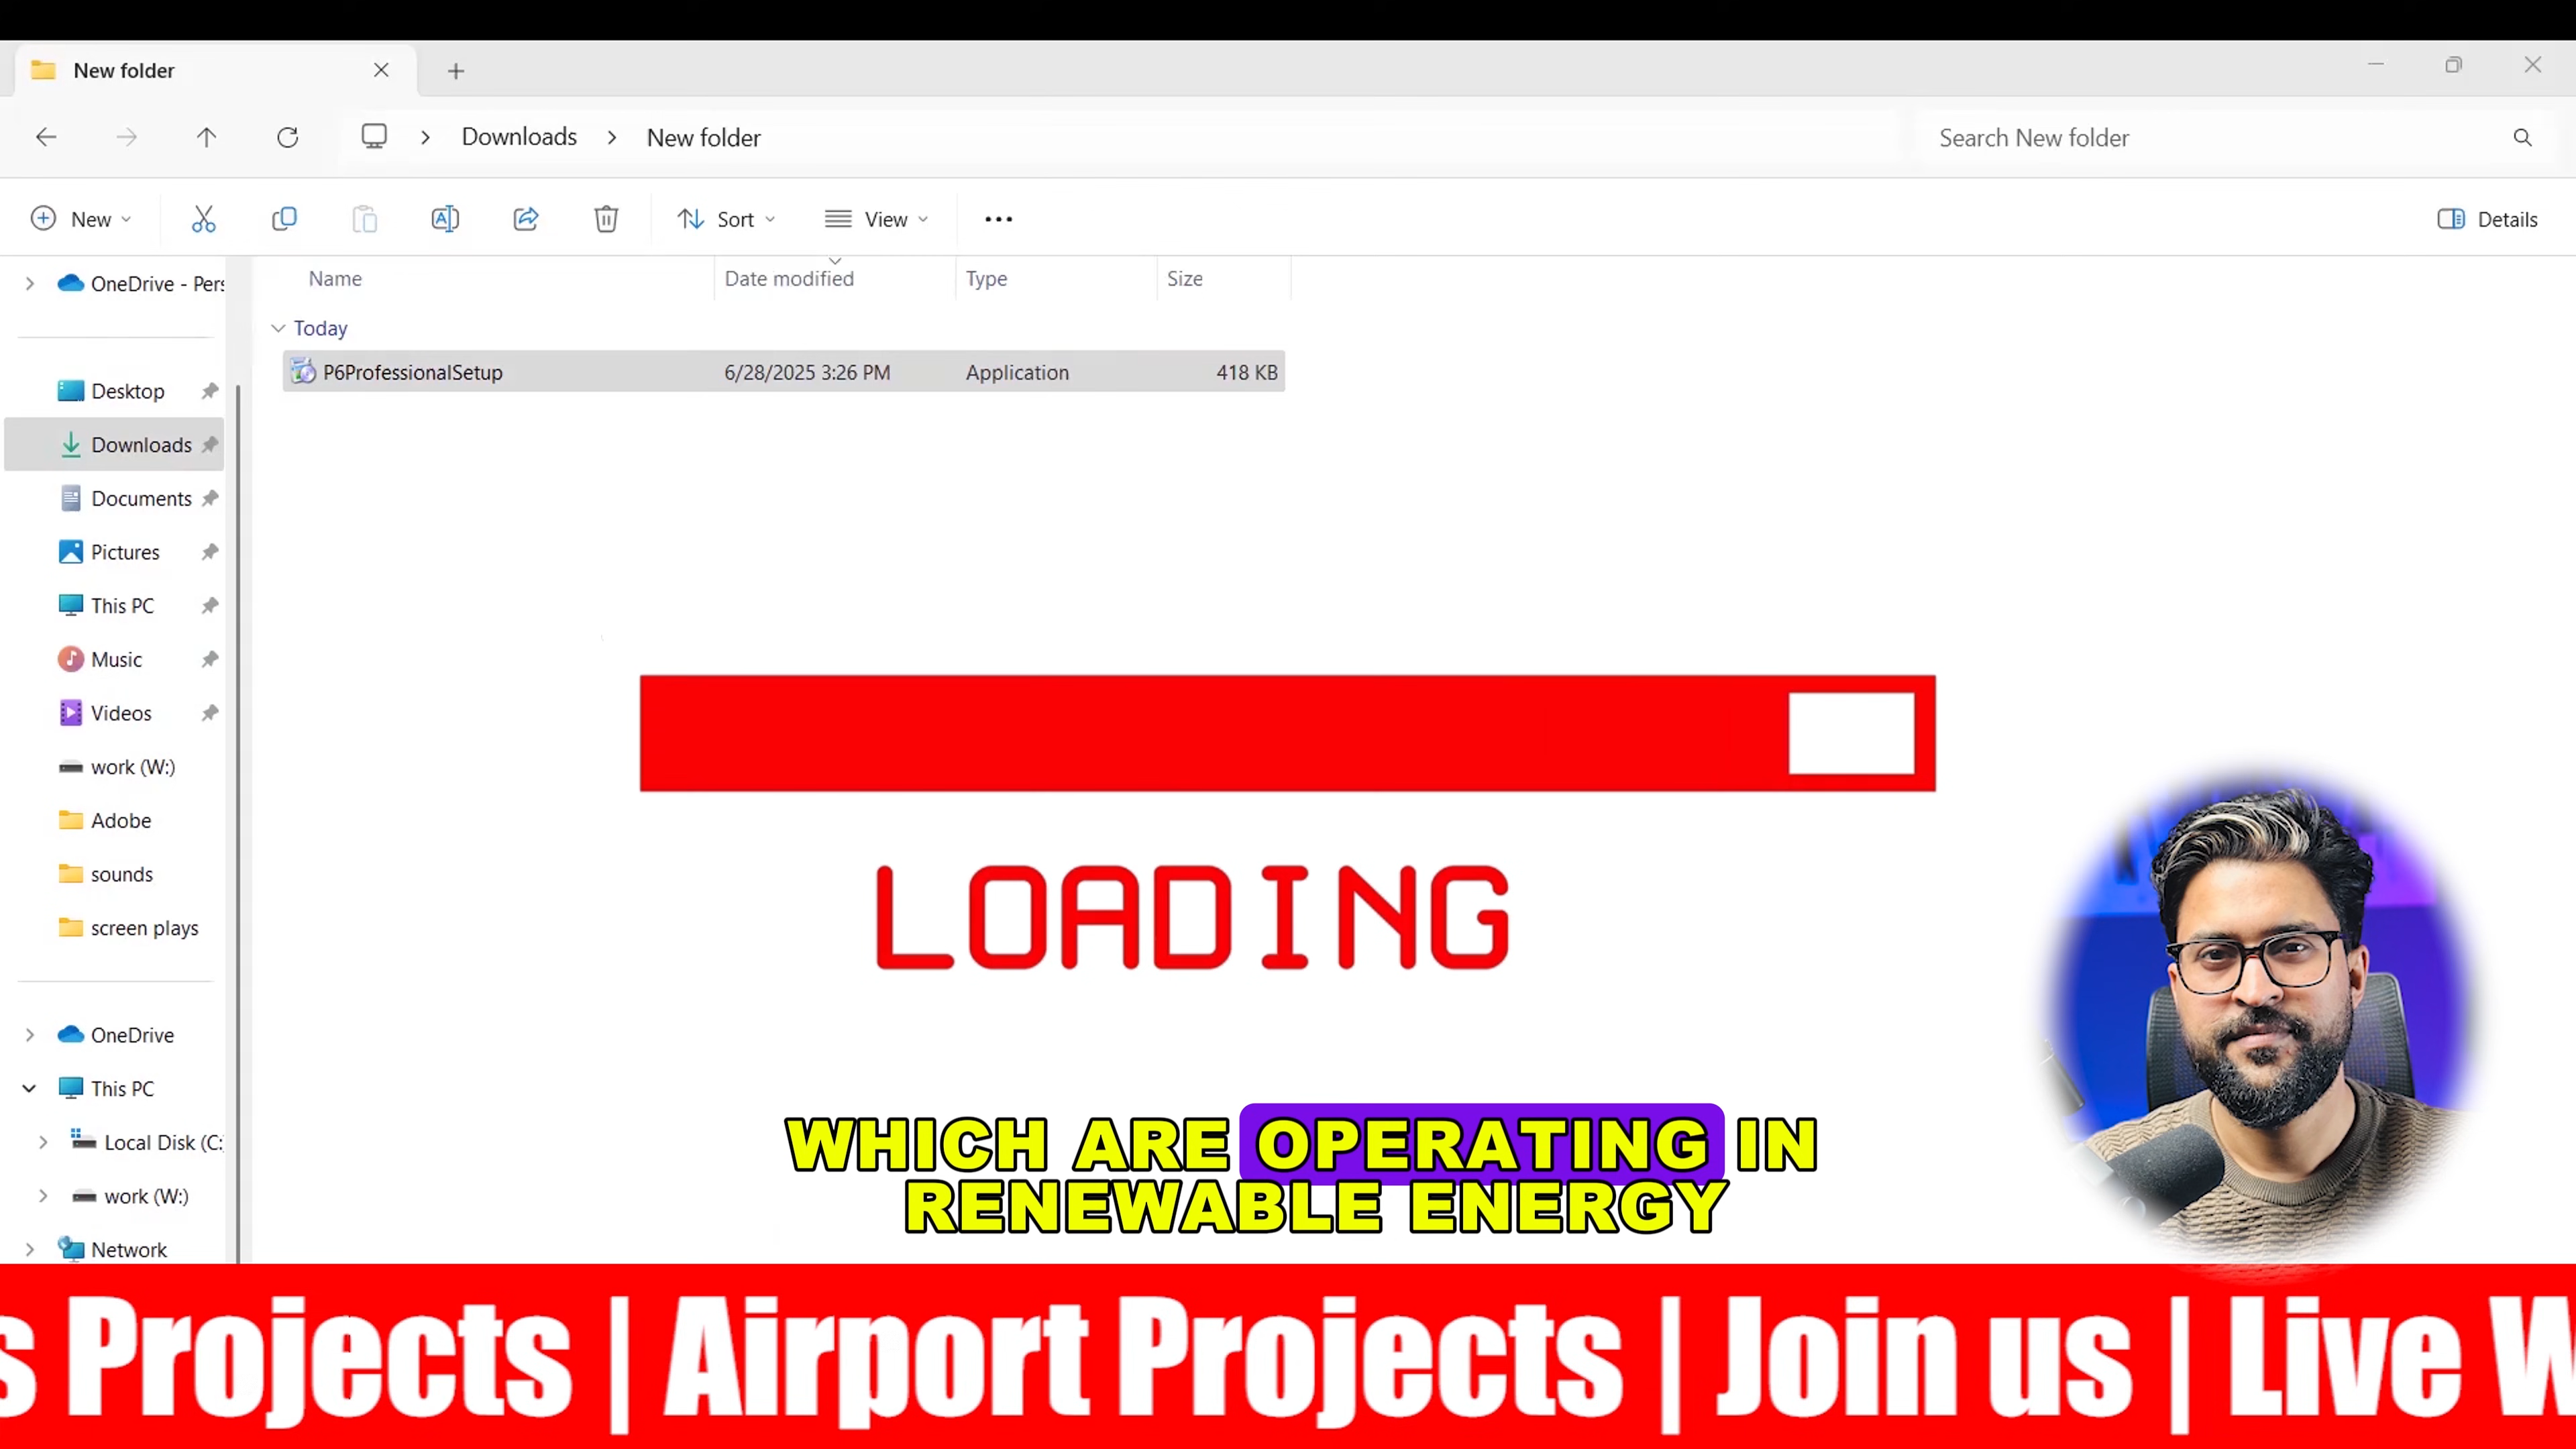 New folder
Downloads
New folder
Search New folder
New
Sort
View
Details
Name
Date modified
Type
Size
Today
P6ProfessionalSetup
6/28/2025 3:26 PM
Application
418 KB
OneDrive - Pers
Desktop
Downloads
Documents
Pictures
This PC
Music
Videos
work (W:)
Adobe
sounds
screen plays
OneDrive
This PC
Local Disk (C:
work (W:)
Network
LOADING
WHICH ARE OPERATING IN
RENEWABLE ENERGY
s Projects | Airport Projects | Join us | Live W